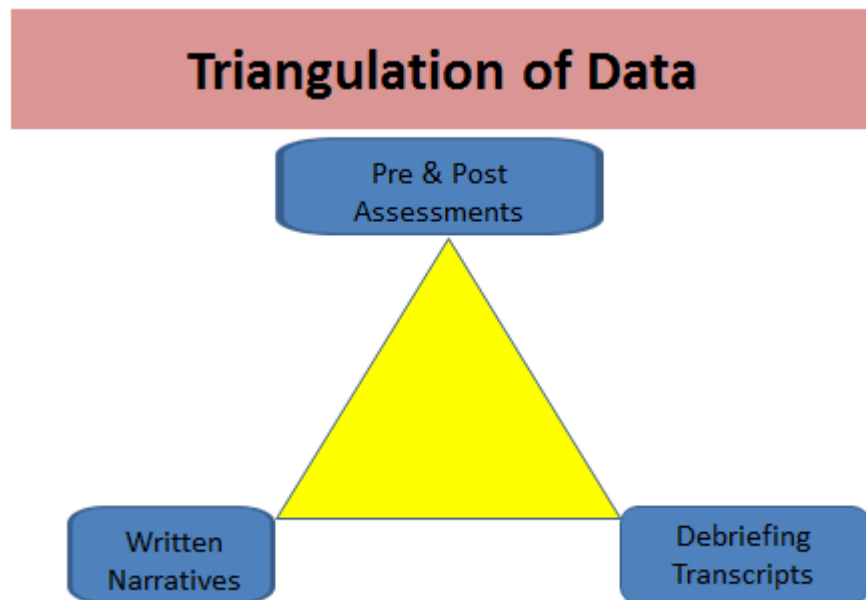 Triangulation of Data
Pre & Post
Assessments
Written
Narratives
Debriefing
Transcripts